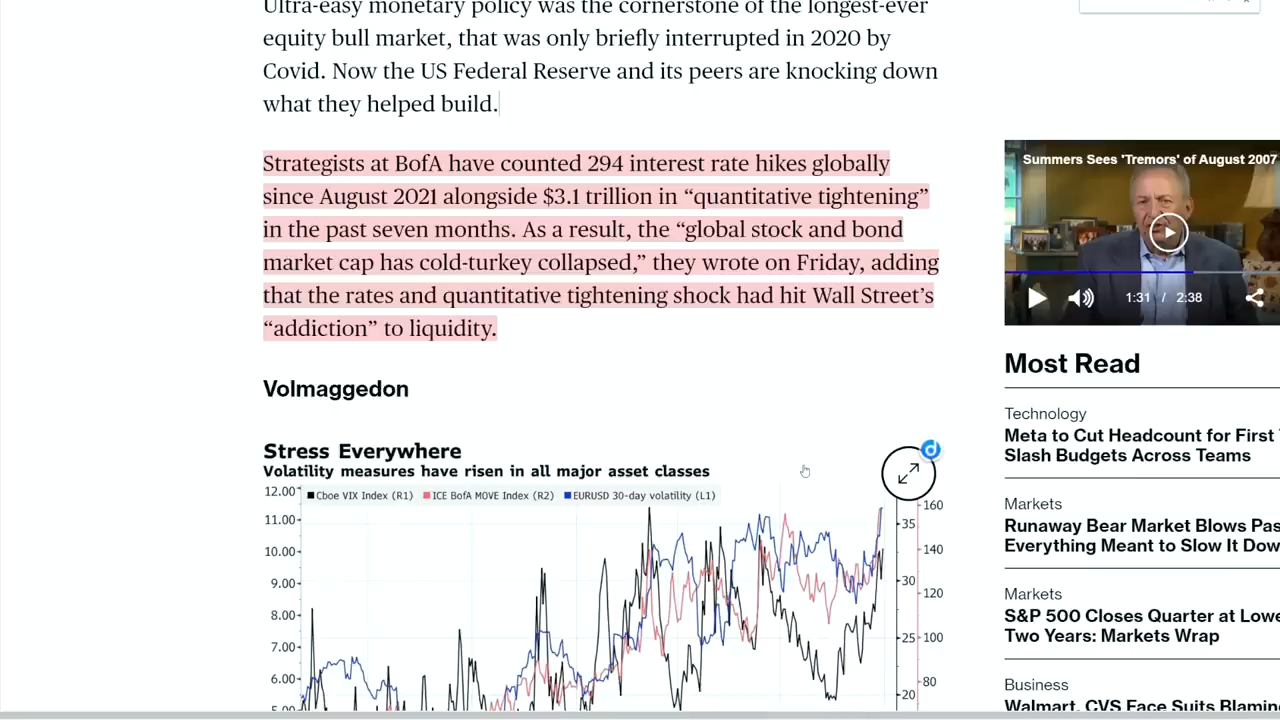 Ultra-easy monetary policy was the cornerstone of the longest-ever
equity bull market, that was only briefly interrupted in 2020 by
Covid. Now the US Federal Reserve and its peers are knocking down
what they helped build.
Strategists at BofA have counted 294 interest rate hikes globally
since August 2021 alongside $3.1 trillion in “quantitative tightening”
in the past seven months. As a result, the “global stock and bond
market cap has cold-turkey collapsed,” they wrote on Friday, adding
that the rates and quantitative tightening shock had hit Wall Street’s
“addiction” to liquidity.
Volmaggedon
Stress Everywhere
Volatility measures have risen in all major asset classes
Cboe VIX Index (R1) ICE BofA MOVE Index (R2) EURUSD 30-day volatility (L1)
12.00
11.00
10.00
9.00
8.00
7.00
6.00
5.00
35
30
25
20
160
140
120
100
80
Summers Sees 'Tremors' of August 2007
1:31 / 2:38
Most Read
Technology
Meta to Cut Headcount for First
Slash Budgets Across Teams
Markets
Runaway Bear Market Blows Pas
Everything Meant to Slow It Dow
Markets
S&P 500 Closes Quarter at Lowe
Two Years: Markets Wrap
Business
Walmart, CVS Face Suits Blamin